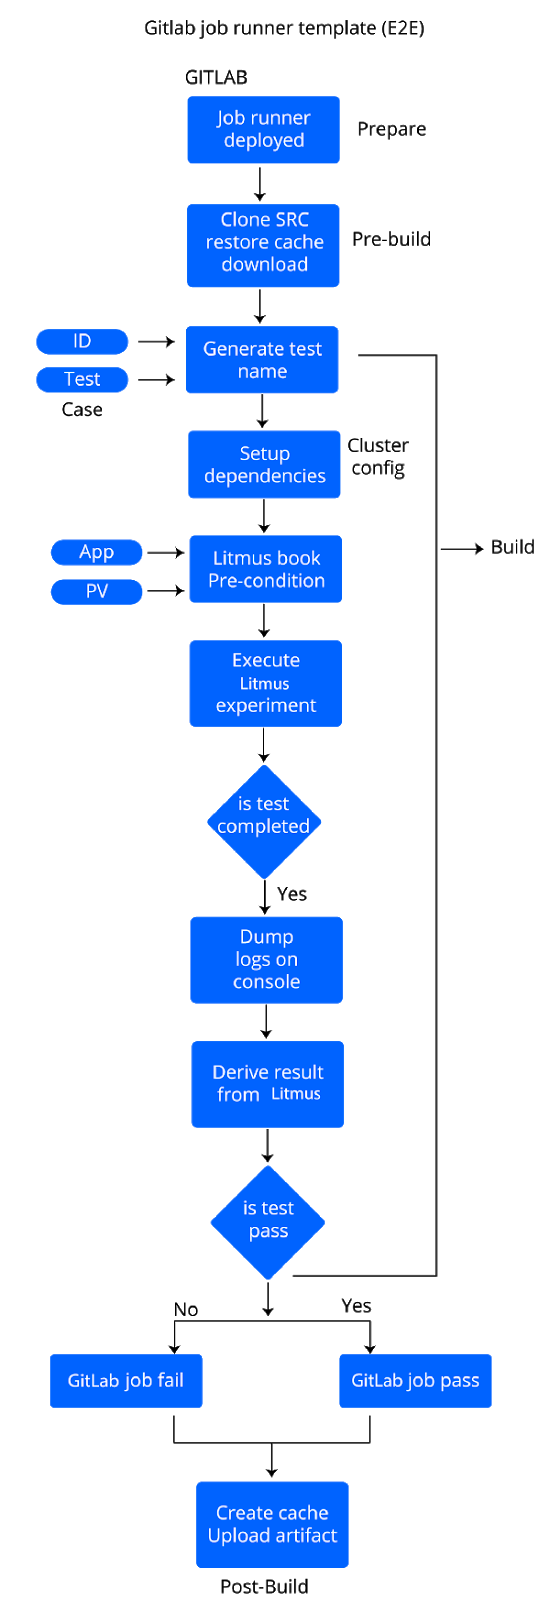 Gitlab job runner template (E2E)
GITLAB
Job runner
deployed
Prepare
Clone SRC
restore cache
download
Pre-build
ID
Test
Case
Generate test
name
Setup
dependencies
Cluster
config
Build
App
PV
Litmus book
Pre-condition
Execute
Litmus
experiment
is test
completed
Yes
Dump
logs on
console
Derive result
from Litmus
is test
pass
No
Yes
GitLab job fail
GitLab job pass
Create cache
Upload artifact
Post-Build